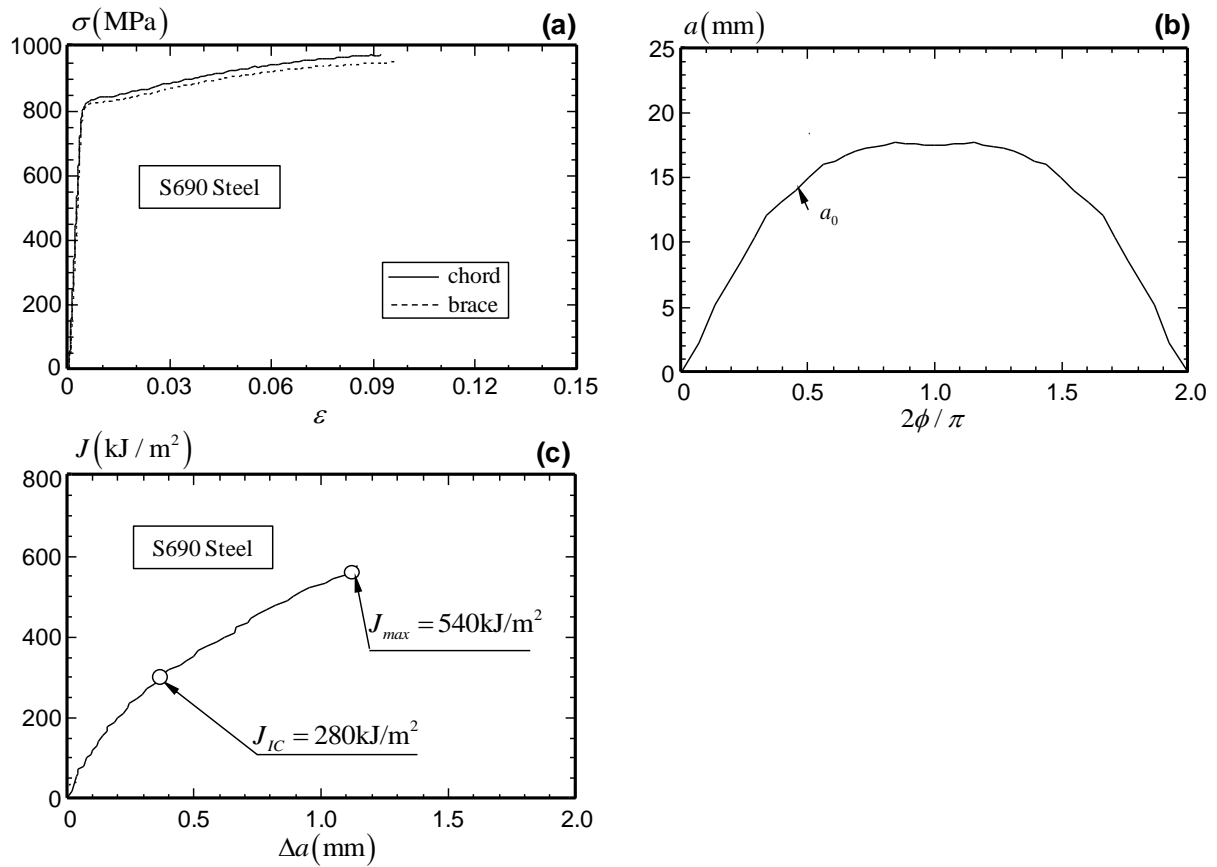 σ(MPa)
(a)
1000
800
600
400
200
0
S690 Steel
chord
brace
0 0.03 0.06 0.09 0.12 0.15
ε
a(mm)
(b)
25
20
15
10
5
0
a₀
0 0.5 1.0 1.5 2.0
2ϕ/π
J(kJ/m²)
(c)
800
600
400
200
0
S690 Steel
J_max = 540kJ/m²
J_IC = 280kJ/m²
0 0.5 1.0 1.5 2.0
Δa(mm)